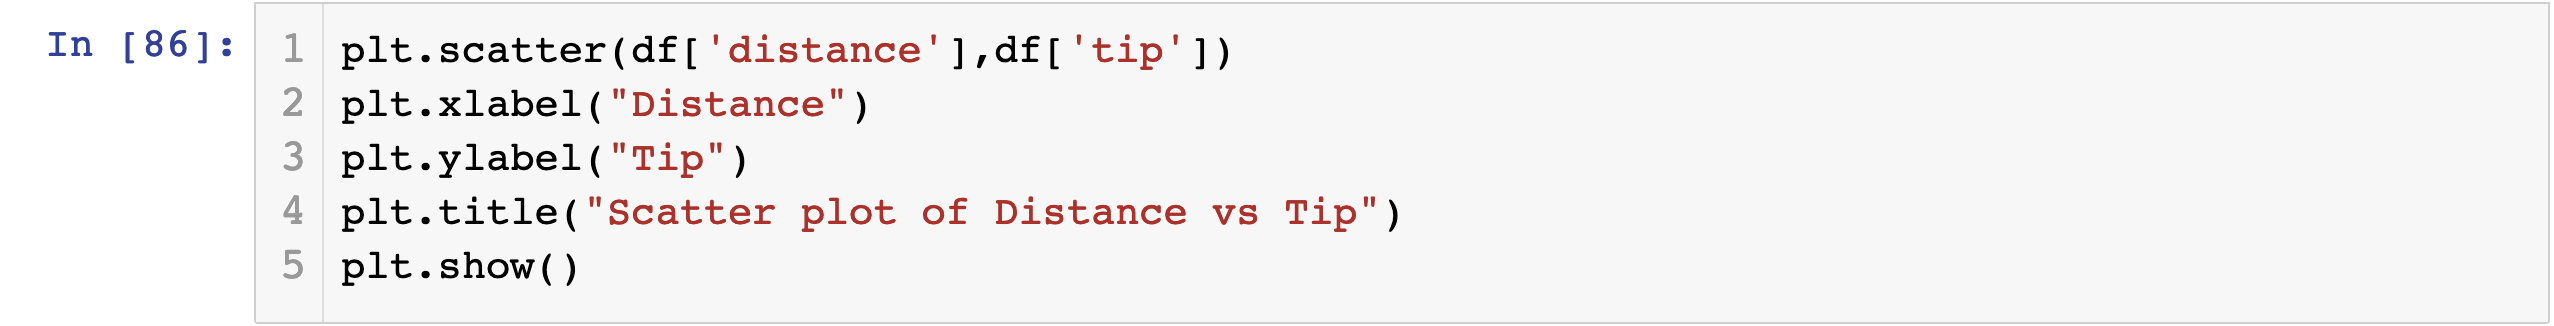 In [86]:
1 plt.scatter(df['distance'],df['tip'])
2 plt.xlabel("Distance")
3 plt.ylabel("Tip")
4 plt.title("Scatter plot of Distance vs Tip")
5 plt.show()